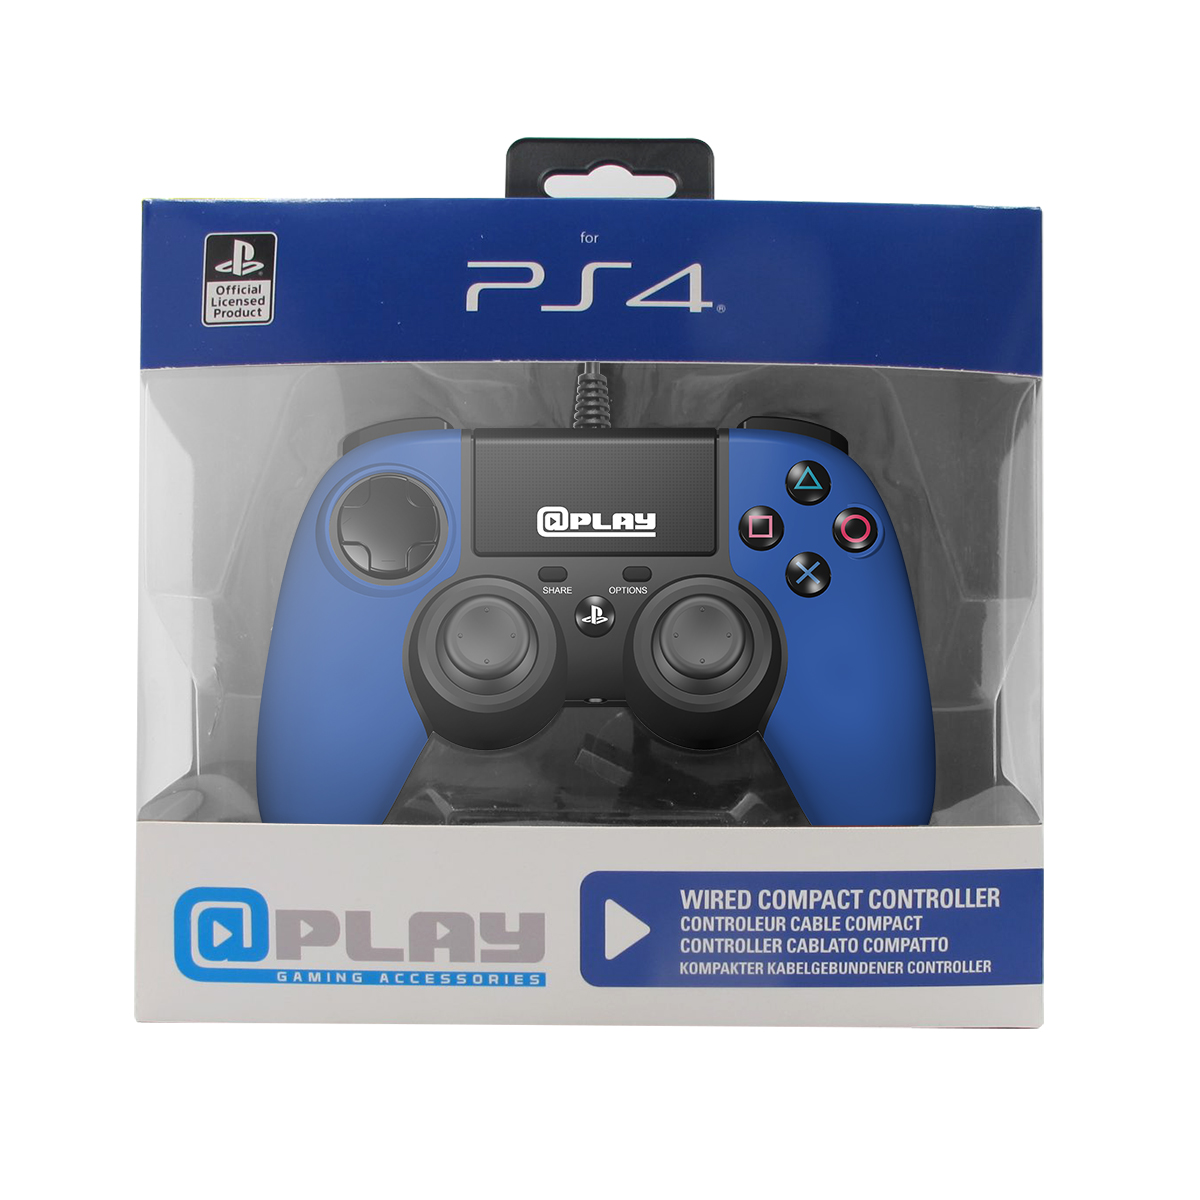 for
PS4®
Official
Licensed
Product
@PLAY
SHARE
OPTIONS
@PLAY
GAMING ACCESSORIES
WIRED COMPACT CONTROLLER
CONTROLEUR CABLE COMPACT
CONTROLLER CABLATO COMPATTO
KOMPAKTER KABELGEBUNDENER CONTROLLER